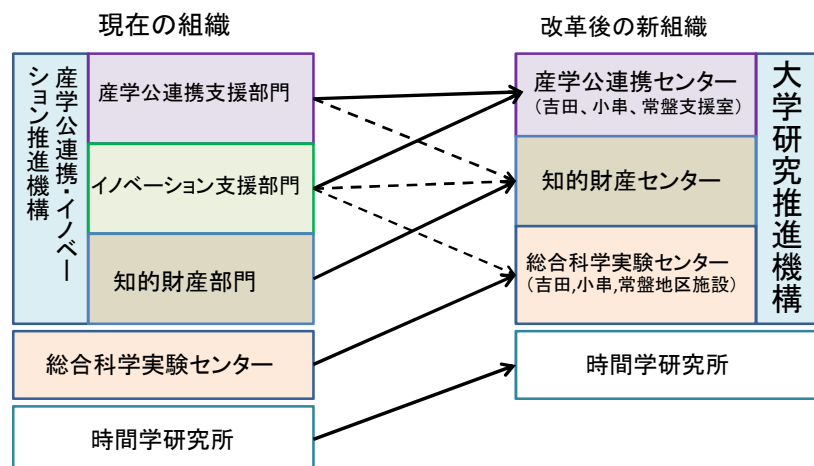 現在の組織
産学公連携・イノベー
ション推進機構
産学公連携支援部門
イノベーション支援部門
知的財産部門
総合科学実験センター
時間学研究所
改革後の新組織
産学公連携センター
(吉田、小串、常盤支援室)
知的財産センター
総合科学実験センター
(吉田,小串,常盤地区施設)
大学研究推進機構
時間学研究所